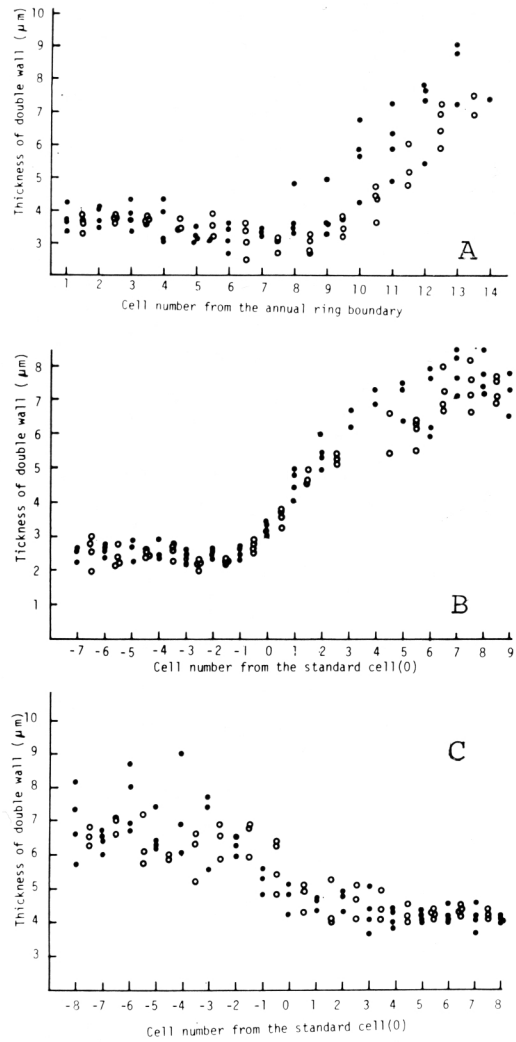 Thickness of double wall (μm)
10
9
8
7
6
5
4
3
A
1 2 3 4 5 6 7 8 9 10 11 12 13 14
Cell number from the annual ring boundary
Tickness of double wall (μm)
8
7
6
5
4
3
2
1
B
-7 -6 -5 -4 -3 -2 -1 0 1 2 3 4 5 6 7 8 9
Cell number from the standard cell(0)
Thickness of double wall (μm)
10
9
8
7
6
5
4
3
C
-8 -7 -6 -5 -4 -3 -2 -1 0 1 2 3 4 5 6 7 8
Cell number from the standard cell(0)